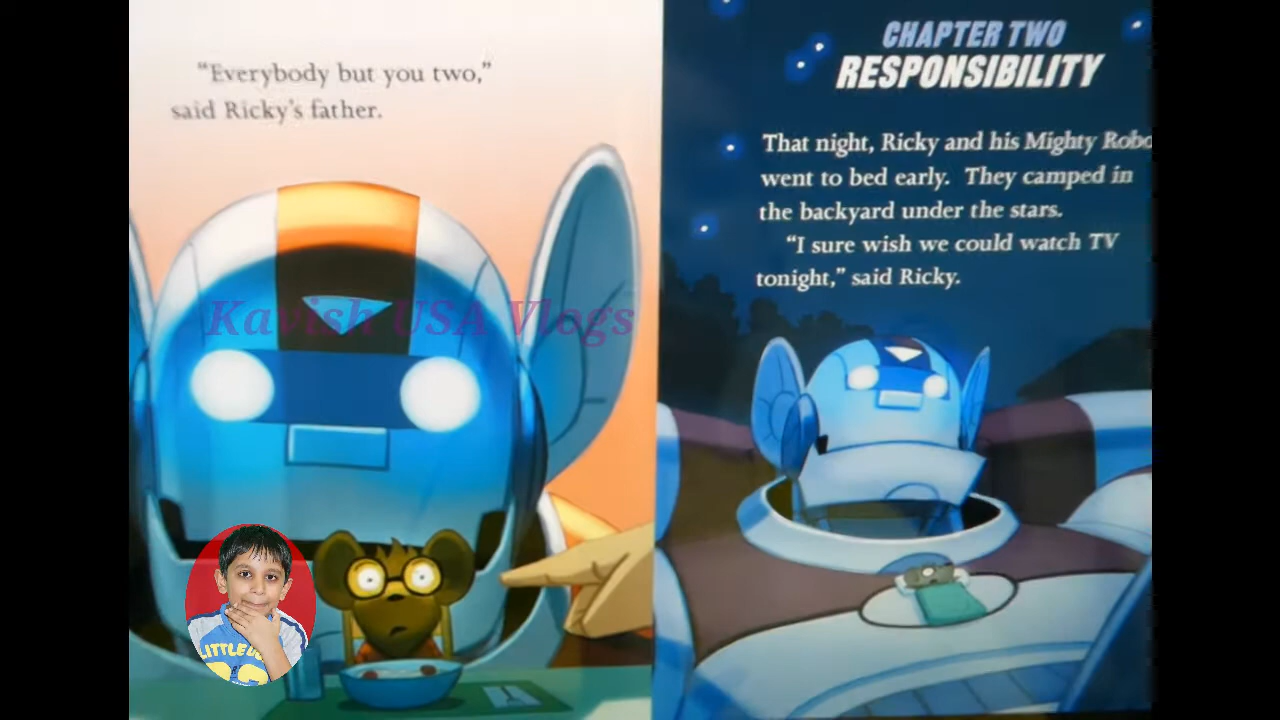 “Everybody but you two,”
said Ricky’s father.
Kavish USA Vlogs
CHAPTER TWO
RESPONSIBILITY
That night, Ricky and his Mighty Robo
went to bed early. They camped in
the backyard under the stars.
“I sure wish we could watch TV
tonight,” said Ricky.